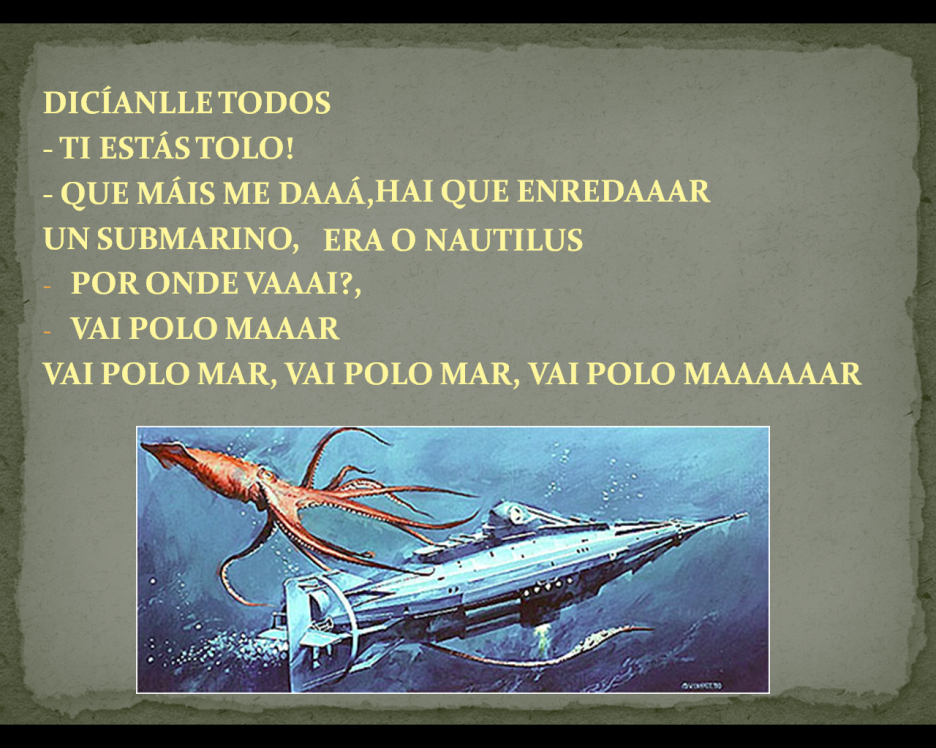 DICÍANLLE TODOS
- TI ESTÁS TOLO!
- QUE MÁIS ME DAAÁ, HAI QUE ENREDAAAR
UN SUBMARINO, ERA O NAUTILUS
- POR ONDE VAAAI?,
- VAI POLO MAAAR
VAI POLO MAR, VAI POLO MAR, VAI POLO MAAAAAAR